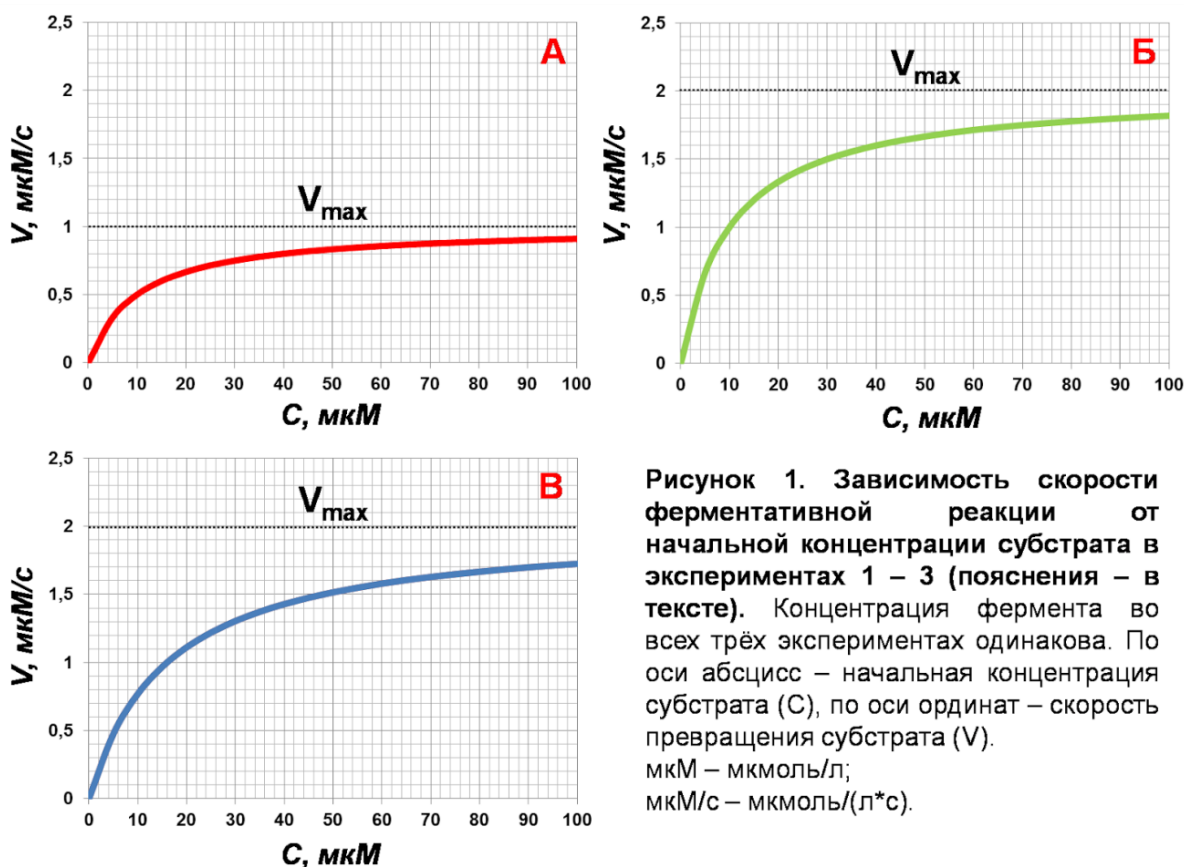 2,5
2
1,5
1
0,5
0
V, мкМ/с
А
Vmax
0 10 20 30 40 50 60 70 80 90 100
С, мкМ
2,5
2
1,5
1
0,5
0
V, мкМ/с
Б
Vmax
0 10 20 30 40 50 60 70 80 90 100
С, мкМ
2,5
2
1,5
1
0,5
0
V, мкМ/с
В
Vmax
0 10 20 30 40 50 60 70 80 90 100
С, мкМ
Рисунок 1. Зависимость скорости
ферментативной реакции от
начальной концентрации субстрата в
экспериментах 1 – 3 (пояснения – в
тексте). Концентрация фермента во
всех трёх экспериментах одинакова. По
оси абсцисс – начальная концентрация
субстрата (С), по оси ординат – скорость
превращения субстрата (V).
мкМ – мкмоль/л;
мкМ/с – мкмоль/(л*с).